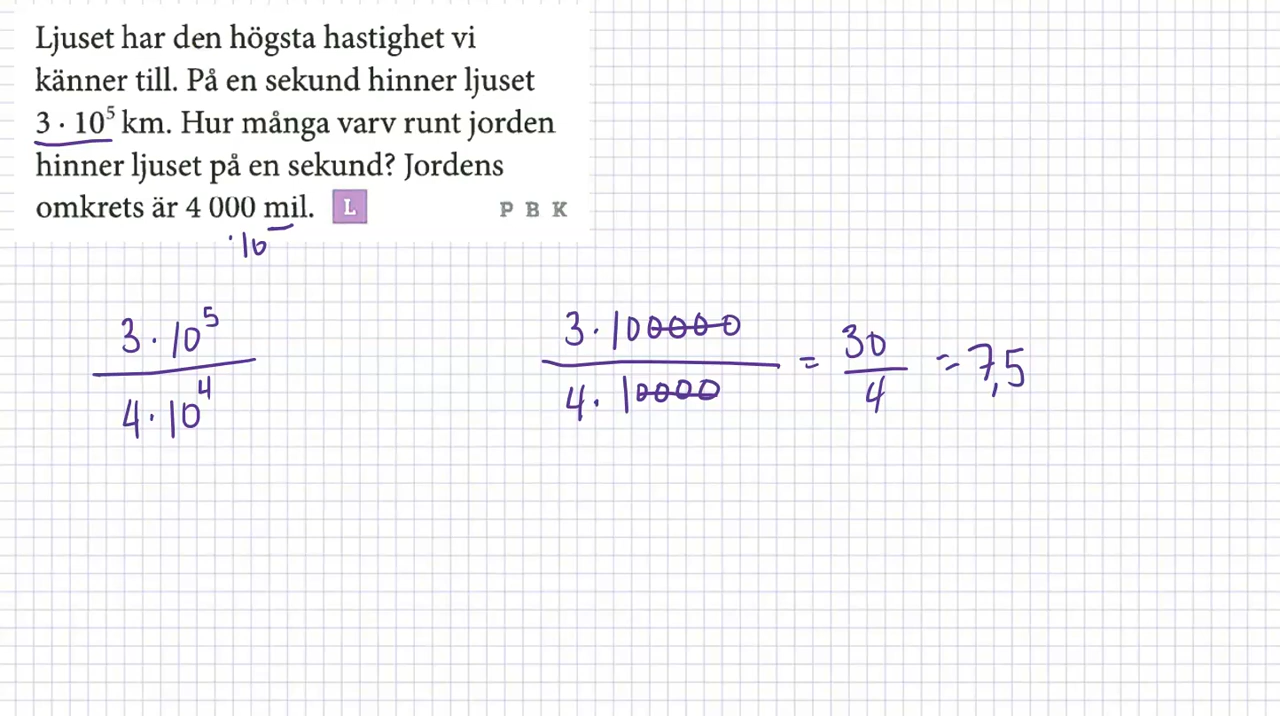 Ljuset har den högsta hastighet vi
känner till. På en sekund hinner ljuset
3 · 10⁵ km. Hur många varv runt jorden
hinner ljuset på en sekund? Jordens
omkrets är 4 000 mil. L P B K
·10
3 · 10⁵
4 · 10⁴
3 · 100000
4 · 10000
= 30
4
= 7,5